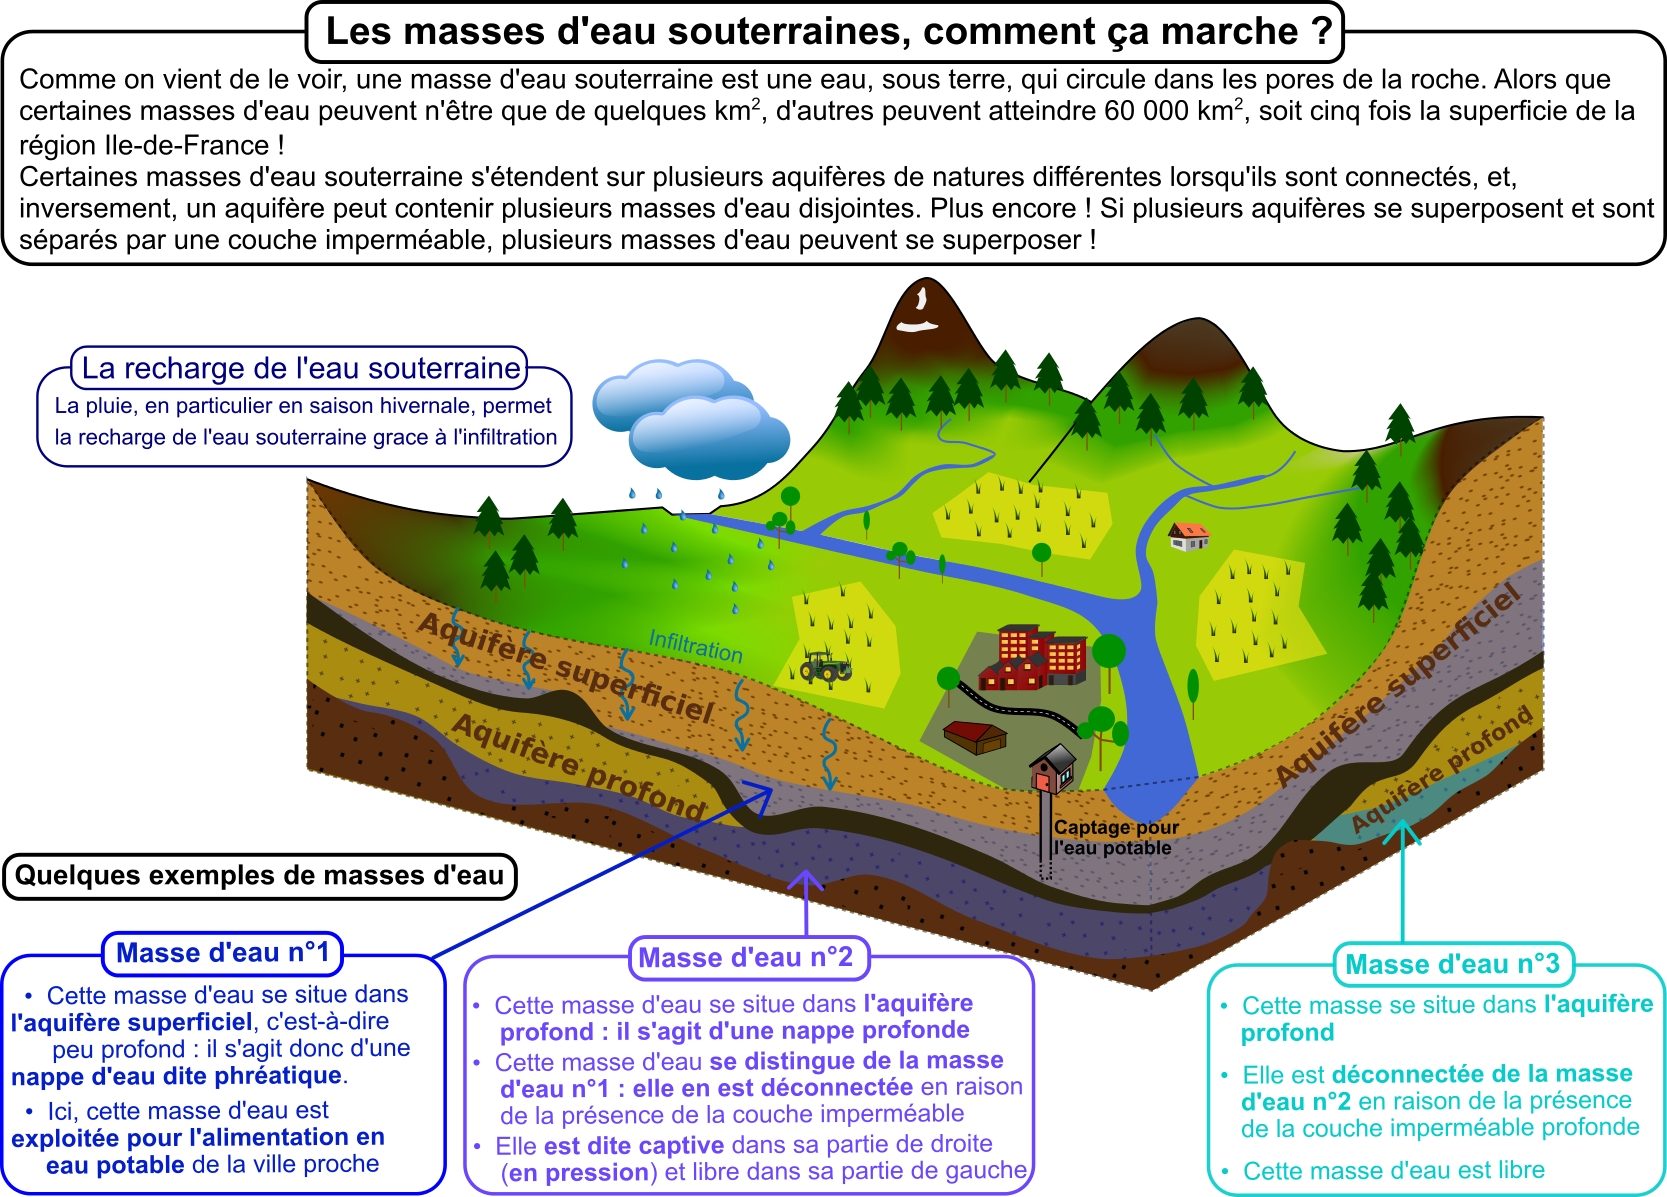 Les masses d'eau souterraines, comment ça marche ?
Comme on vient de le voir, une masse d'eau souterraine est une eau, sous terre, qui circule dans les pores de la roche. Alors que
certaines masses d'eau peuvent n'être que de quelques km², d'autres peuvent atteindre 60 000 km², soit cinq fois la superficie de la
région Ile-de-France !
Certaines masses d'eau souterraine s'étendent sur plusieurs aquifères de natures différentes lorsqu'ils sont connectés, et,
inversement, un aquifère peut contenir plusieurs masses d'eau disjointes. Plus encore ! Si plusieurs aquifères se superposent et sont
séparés par une couche imperméable, plusieurs masses d'eau peuvent se superposer !
La recharge de l'eau souterraine
La pluie, en particulier en saison hivernale, permet
la recharge de l'eau souterraine grace à l'infiltration
Infiltration
Aquifère superficiel
Aquifère profond
Aquifère superficiel
Aquifère profond
Captage pour
l'eau potable
Quelques exemples de masses d'eau
Masse d'eau n°1
• Cette masse d'eau se situe dans
l'aquifère superficiel, c'est-à-dire
peu profond : il s'agit donc d'une
nappe d'eau dite phréatique.
• Ici, cette masse d'eau est
exploitée pour l'alimentation en
eau potable de la ville proche
Masse d'eau n°2
• Cette masse d'eau se situe dans l'aquifère
profond : il s'agit d'une nappe profonde
• Cette masse d'eau se distingue de la masse
d'eau n°1 : elle en est déconnectée en raison
de la présence de la couche imperméable
• Elle est dite captive dans sa partie de droite
(en pression) et libre dans sa partie de gauche
Masse d'eau n°3
• Cette masse se situe dans l'aquifère
profond
• Elle est déconnectée de la masse
d'eau n°2 en raison de la présence
de la couche imperméable profonde
• Cette masse d'eau est libre